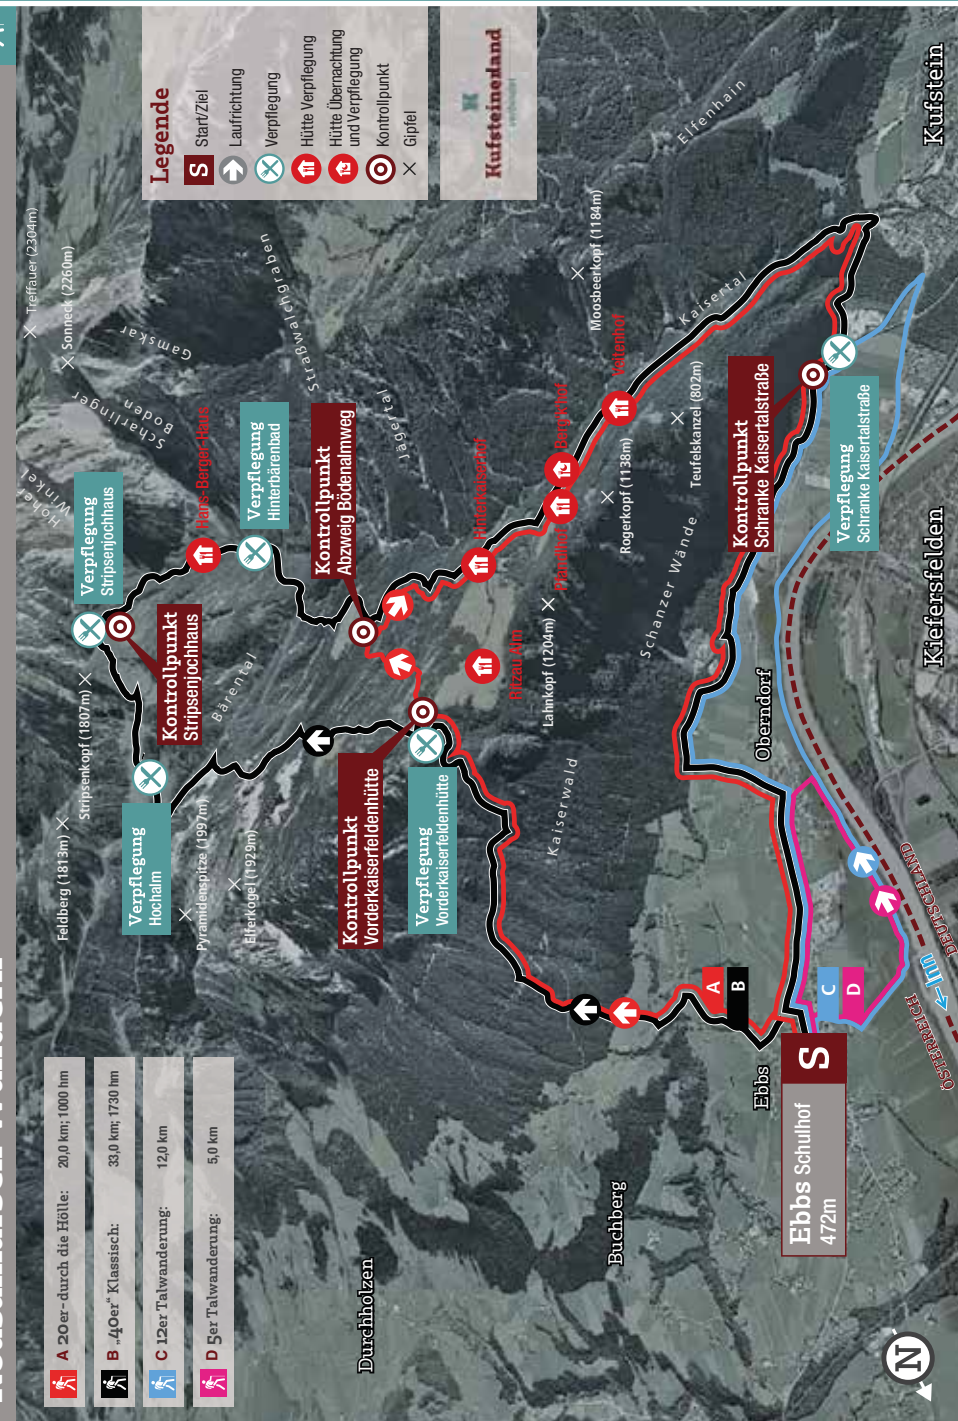 A 20er-durch die Hölle: 20,0 km; 1000 hm
B „40er“ Klassisch: 33,0 km; 1730 hm
C 12er Talwanderung: 12,0 km
D 5er Talwanderung: 5,0 km
Legende
S Start/Ziel
Laufrichtung
Verpflegung
Hütte Verpflegung
Hütte Übernachtung
und Verpflegung
Kontrollpunkt
Gipfel
Kufsteinerland
Treffauer (2304m)
Sonneck (2260m)
Gamskar
Scharlinger
Boden
Hoher
Winkel
Straßwalchgraben
Elfenhain
Verpflegung
Stripsenjochhaus
Hans-Berger-Haus
Verpflegung
Hinterbärenbad
Kontrollpunkt
Abzweig Bödenalmweg
Jägertal
Kontrollpunkt
Stripsenjochhaus
Stripsenkopf (1807m)
Feldberg (1813m)
Bärental
Verpflegung
Hochalm
Pyramidenspitze (1997m)
Elferkogel (1929m)
Kontrollpunkt
Vorderkaiserfeldenhütte
Verpflegung
Vorderkaiserfeldenhütte
Hinterkaiserhof
Ritzau Alm
Pfandlhof
Veitenhof
Moosbeerkopf (1184m)
Kaisertal
Teufelskanzel (802m)
Rogerkopf (1138m)
Lahnkopf (1204m)
Schanzer Wände
Kaiserwald
Kontrollpunkt
Schranke Kaisertalstraße
Verpflegung
Schranke Kaisertalstraße
Kufstein
Kiefersfelden
Oberndorf
DEUTSCHLAND
ÖSTERREICH
Inn
A
B
C
D
Ebbs
S
Ebbs Schulhof
472m
Buchberg
Durchholzen
N